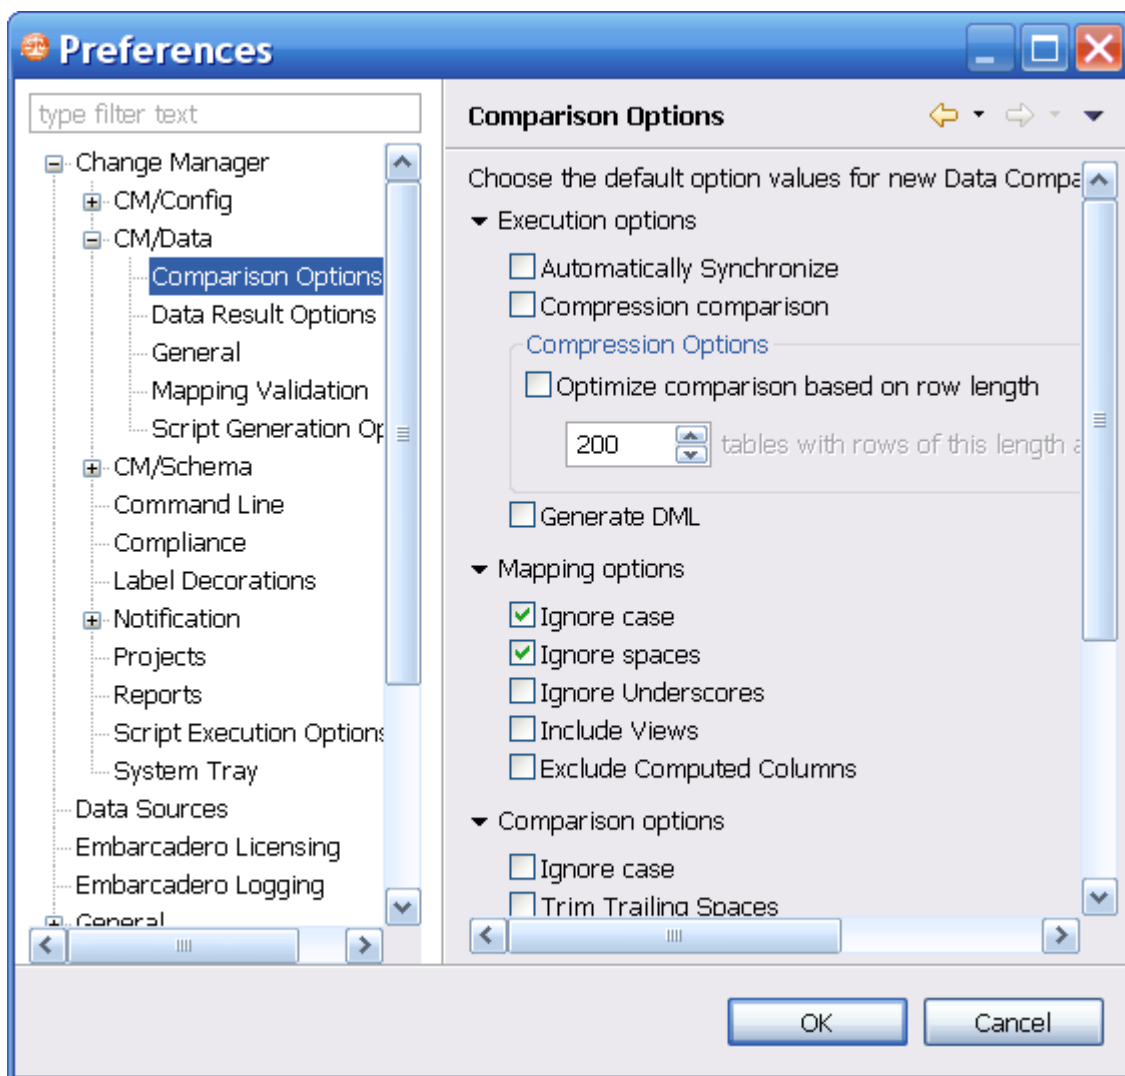 Preferences
type filter text
Change Manager
CM/Config
CM/Data
Comparison Options
Data Result Options
General
Mapping Validation
Script Generation Op
CM/Schema
Command Line
Compliance
Label Decorations
Notification
Projects
Reports
Script Execution Options
System Tray
Data Sources
Embarcadero Licensing
Embarcadero Logging
General
Comparison Options
Choose the default option values for new Data Compa
Execution options
Automatically Synchronize
Compression comparison
Compression Options
Optimize comparison based on row length
200 tables with rows of this length a
Generate DML
Mapping options
Ignore case
Ignore spaces
Ignore Underscores
Include Views
Exclude Computed Columns
Comparison options
Ignore case
Trim Trailing Spaces
OK Cancel